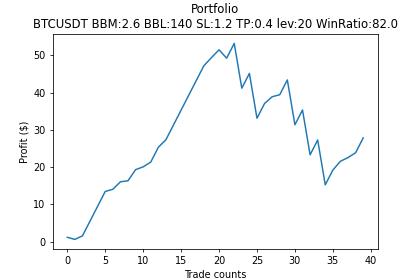 Portfolio
BTCUSDT BBM:2.6 BBL:140 SL:1.2 TP:0.4 lev:20 WinRatio:82.0
Profit ($)
50
40
30
20
10
0
0 5 10 15 20 25 30 35 40
Trade counts